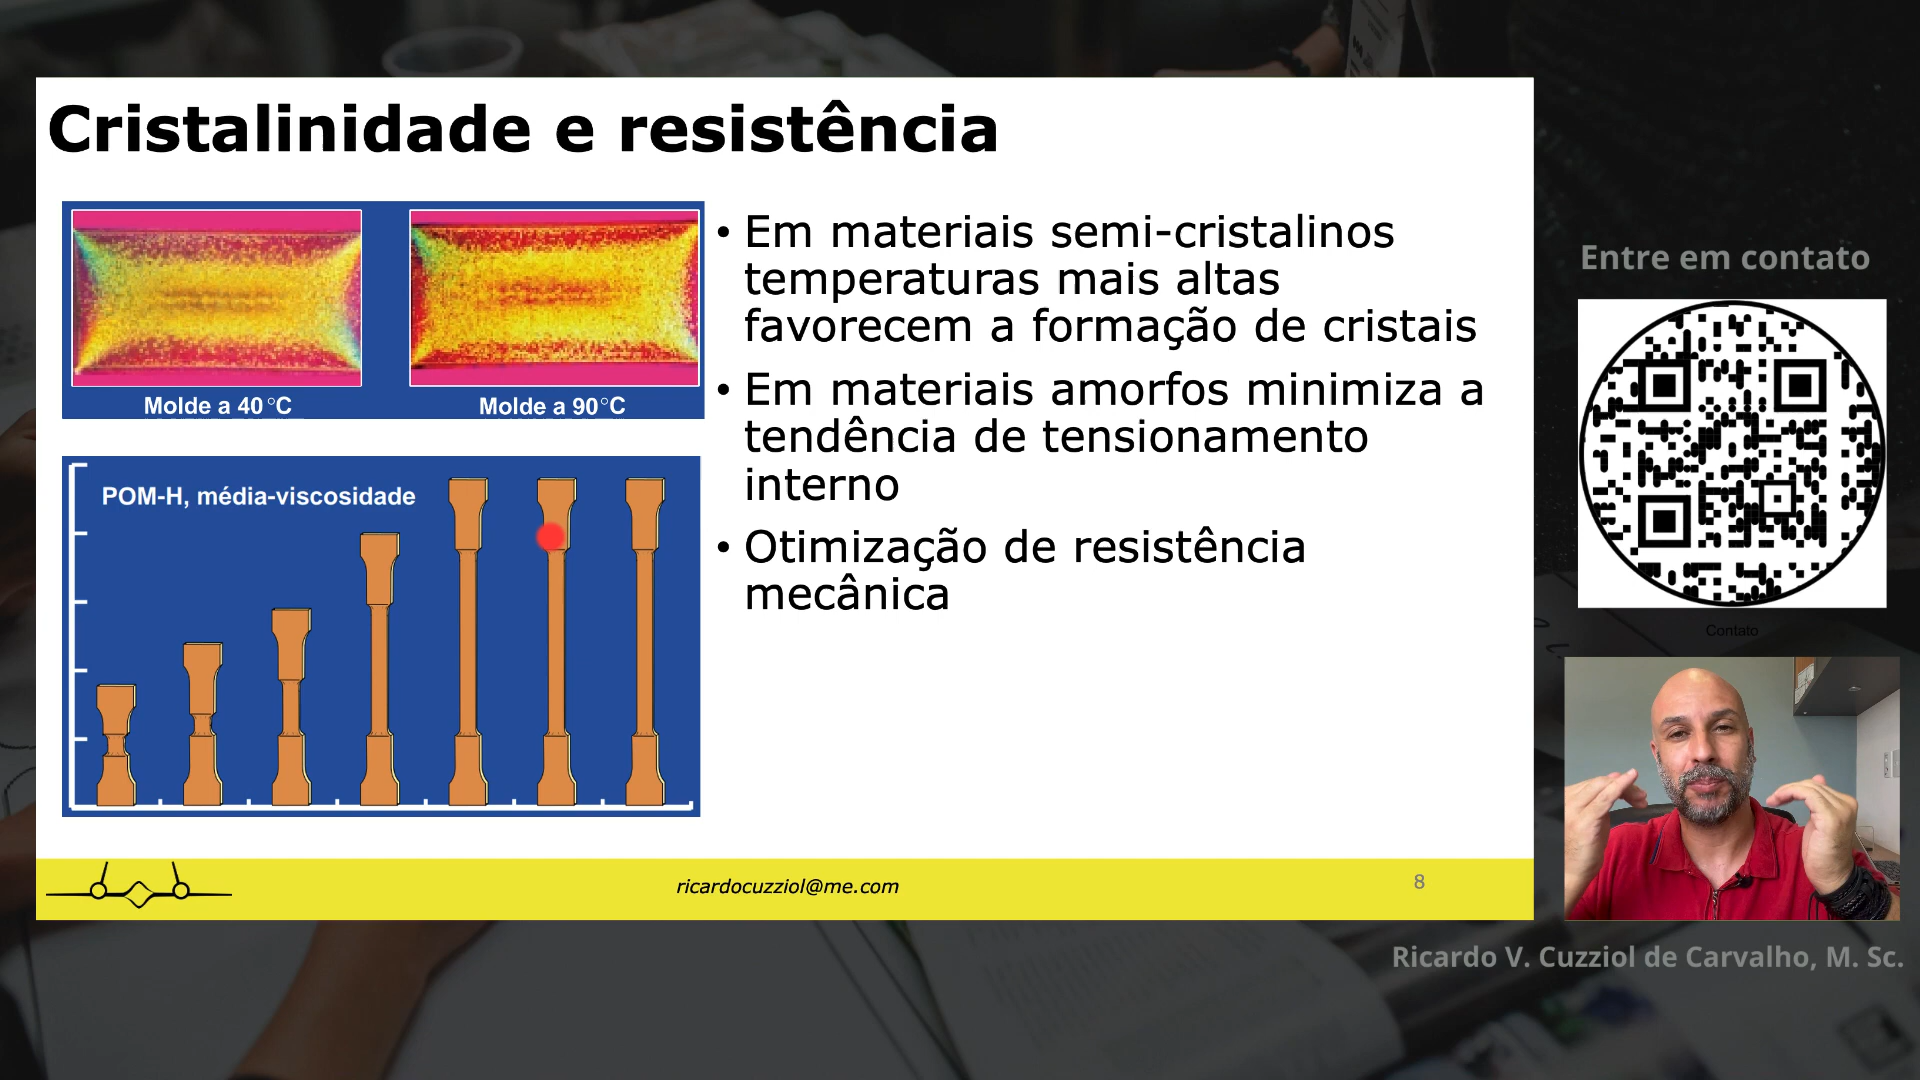 Cristalinidade e resistência
Molde a 40°C
Molde a 90°C
POM-H, média-viscosidade
• Em materiais semi-cristalinos
temperaturas mais altas
favorecem a formação de cristais
• Em materiais amorfos minimiza a
tendência de tensionamento
interno
• Otimização de resistência
mecânica
ricardocuzziol@me.com
8
Entre em contato
Contato
Ricardo V. Cuzziol de Carvalho, M. Sc.